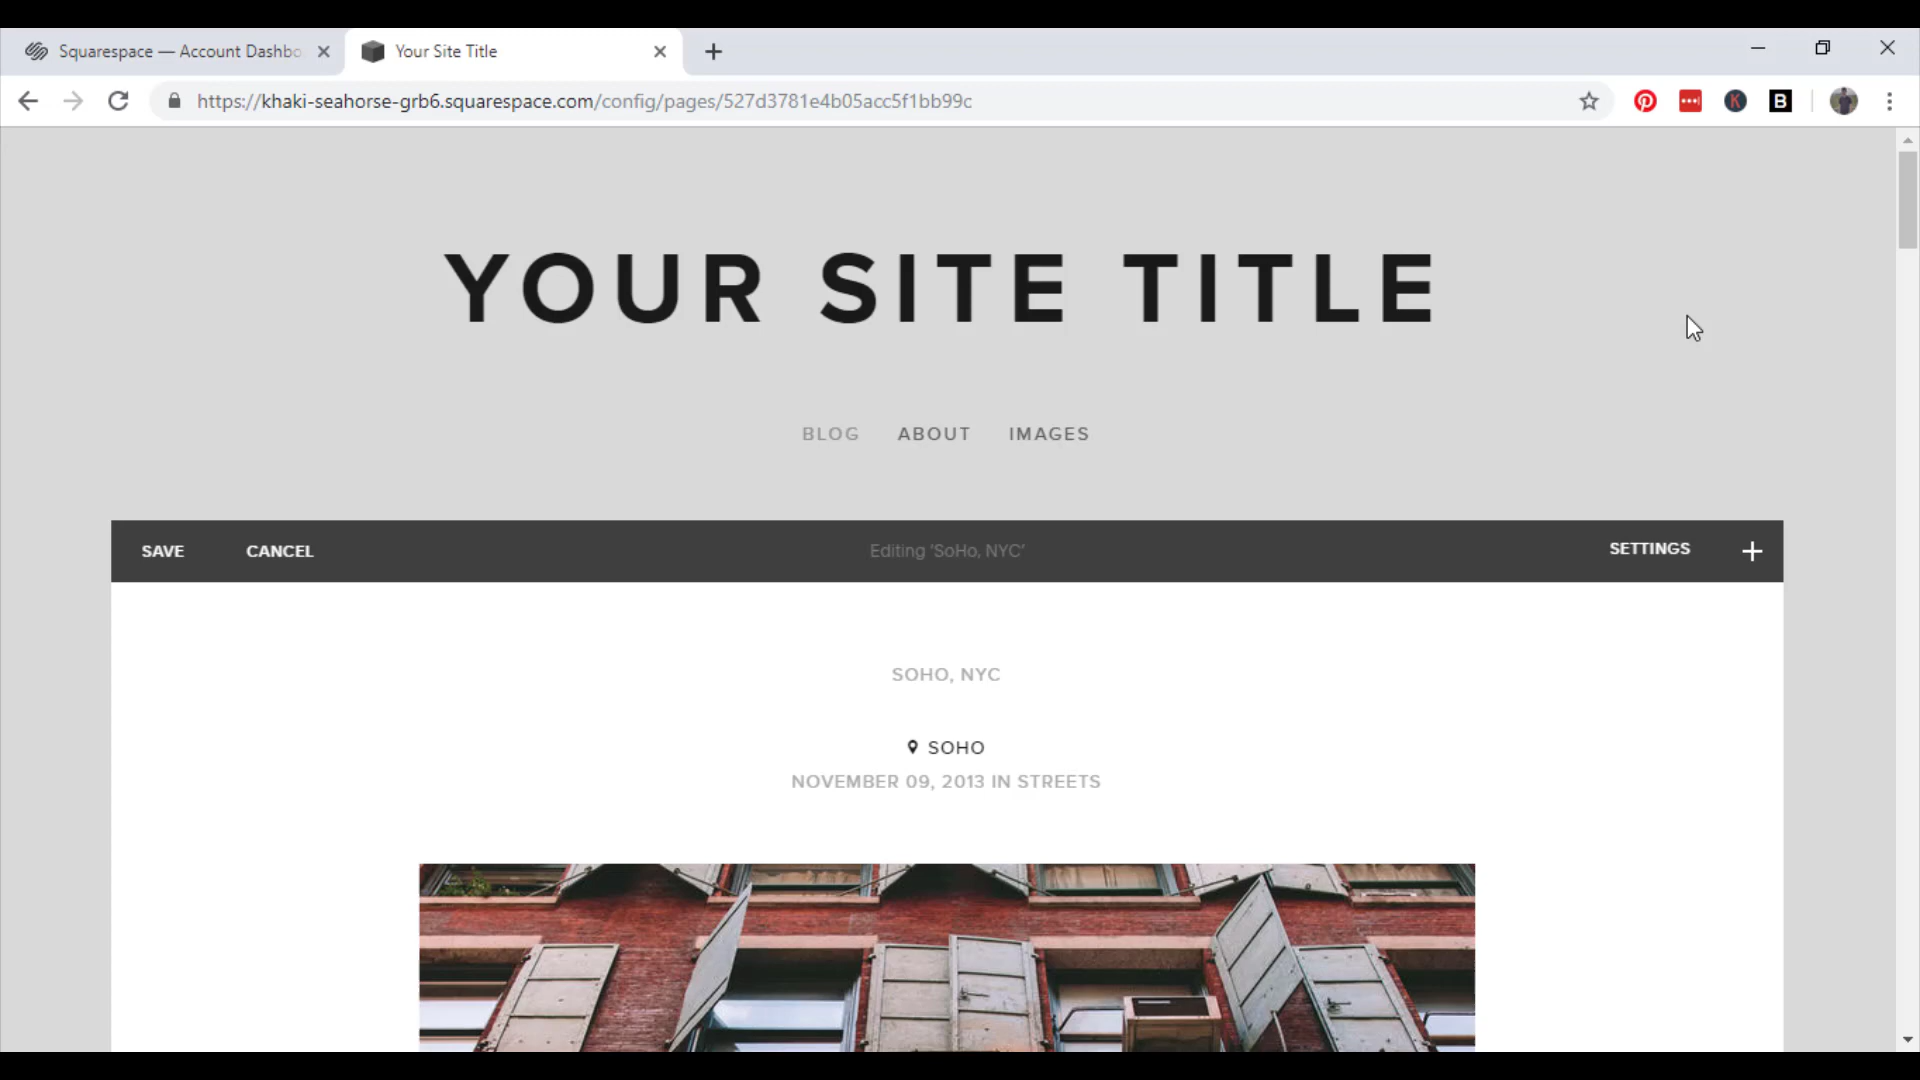 Squarespace — Account Dashbo
Your Site Title
https://khaki-seahorse-grb6.squarespace.com/config/pages/527d3781e4b05acc5f1bb99c
K
B
YOUR SITE TITLE
BLOG ABOUT IMAGES
SAVE CANCEL Editing 'SoHo, NYC' SETTINGS +
SOHO, NYC
SOHO
NOVEMBER 09, 2013 IN STREETS